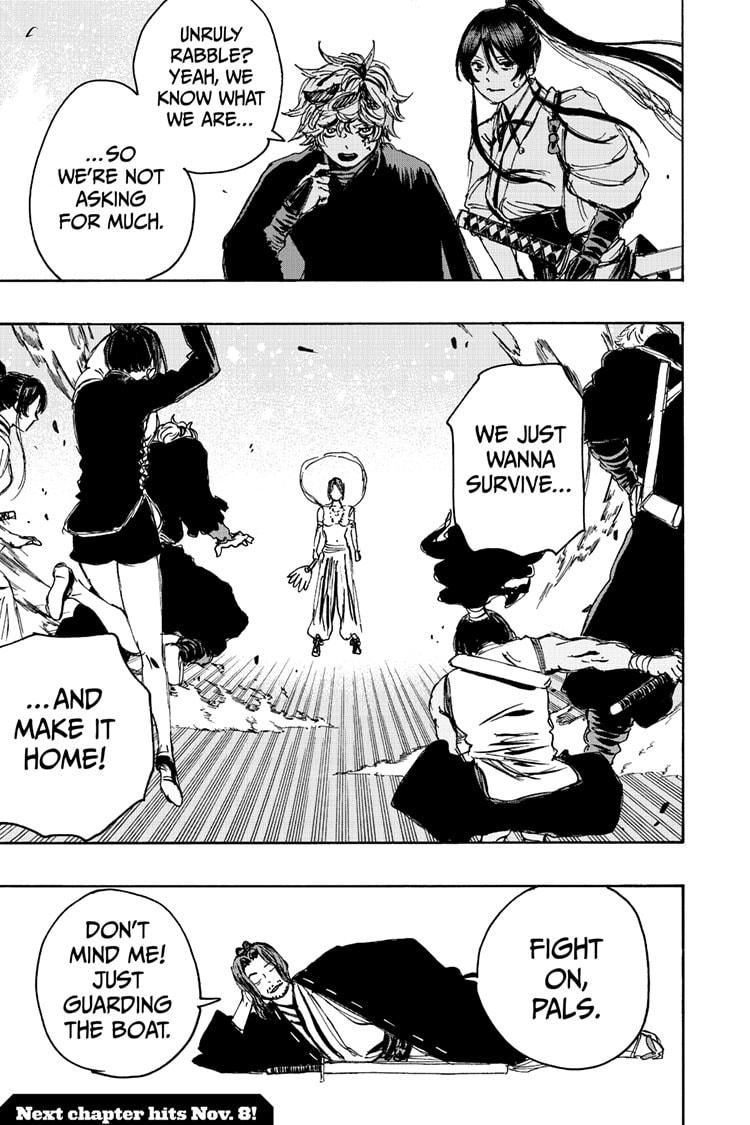 UNRULY
RABBLE?
YEAH, WE
KNOW WHAT
WE ARE...
...SO
WE'RE NOT
ASKING
FOR MUCH.
WE JUST
WANNA
SURVIVE...
...AND
MAKE IT
HOME!
FIGHT
ON,
PALS.
DON'T
MIND ME!
JUST
GUARDING
THE BOAT.
Next chapter hits Nov. 8!